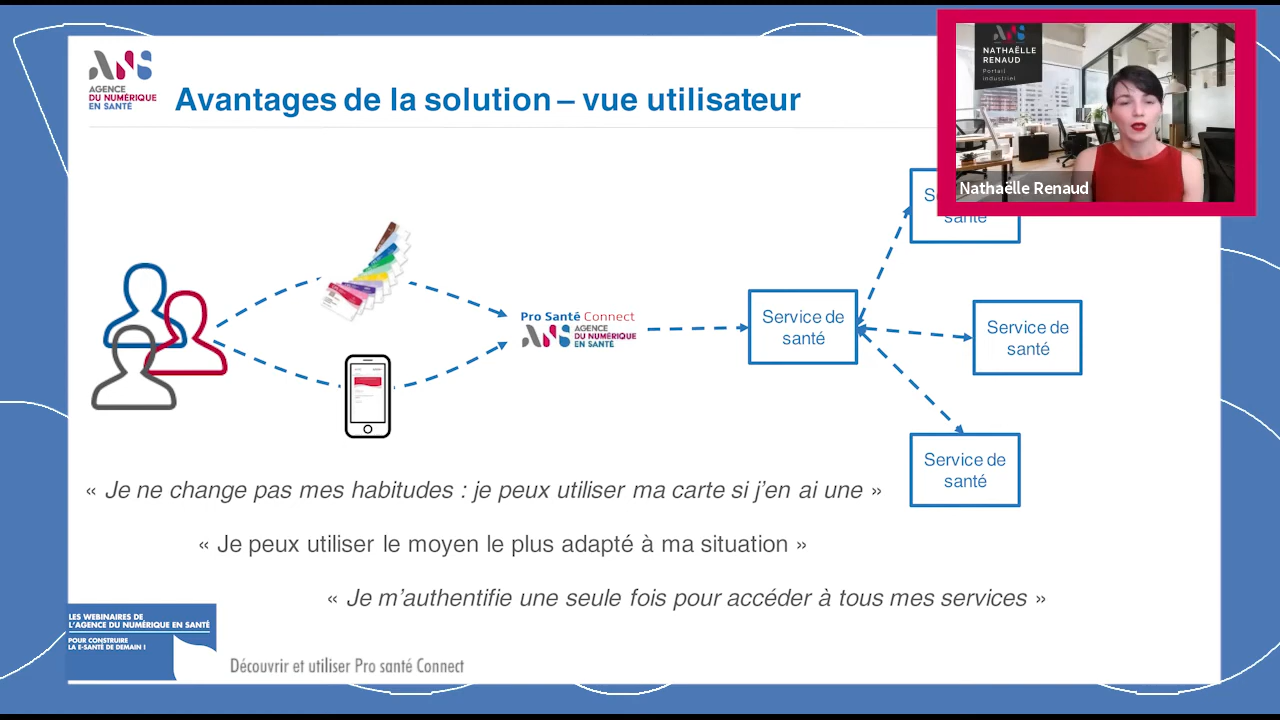 ANS
AGENCE
DU NUMÉRIQUE
EN SANTÉ
Avantages de la solution – vue utilisateur
NATHAËLLE
RENAUD
Portail
industriel
Nathaëlle Renaud
santé
Pro Santé Connect
AGENCE
DU NUMÉRIQUE
EN SANTÉ
Service de
santé
Service de
santé
Service de
santé
« Je ne change pas mes habitudes : je peux utiliser ma carte si j’en ai une »
« Je peux utiliser le moyen le plus adapté à ma situation »
« Je m’authentifie une seule fois pour accéder à tous mes services »
LES WEBINAIRES DE
L’AGENCE DU NUMÉRIQUE EN SANTÉ
POUR CONSTRUIRE
LA E-SANTÉ DE DEMAIN !
Découvrir et utiliser Pro santé Connect